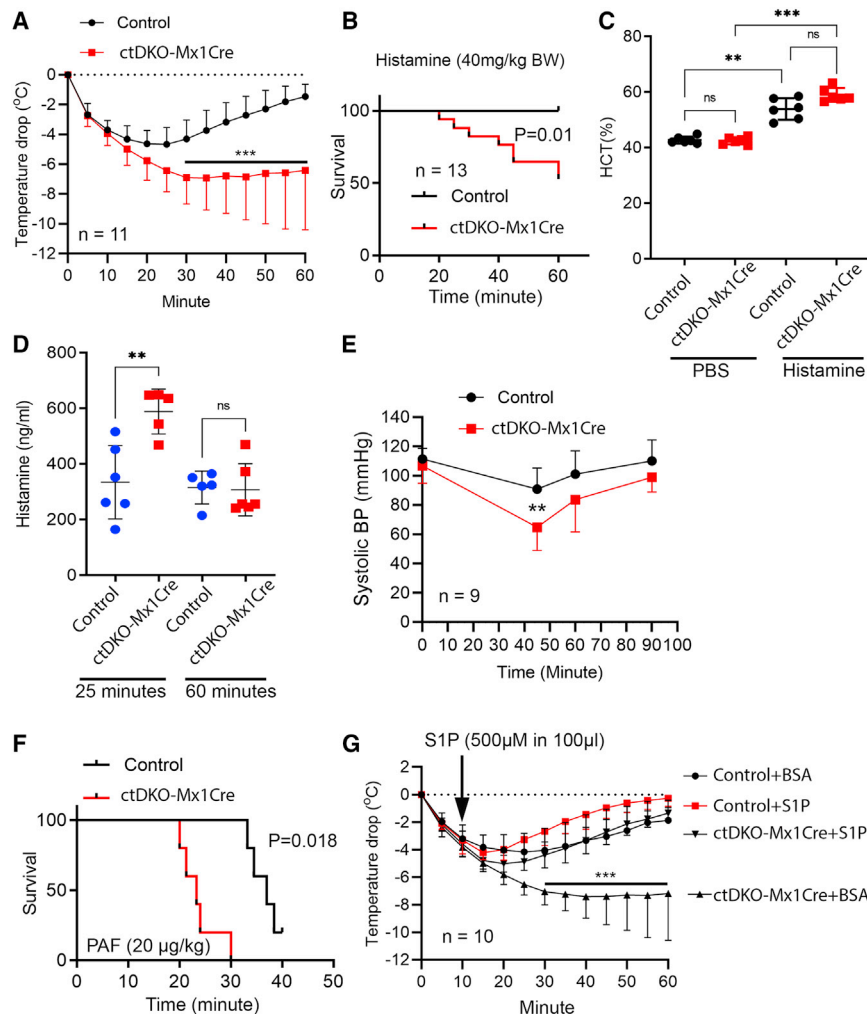 A
Control
ctDKO-Mx1Cre
Temperature drop (°C)
0
-2
-4
-6
-8
-10
-12
***
n = 11
0 10 20 30 40 50 60
Minute
B
Histamine (40mg/kg BW)
Survival
100
50
0
P=0.01
n = 13
Control
ctDKO-Mx1Cre
0 20 40 60
Time (minute)
C
HCT(%)
80
60
40
20
0
***
**
ns
ns
Control
ctDKO-Mx1Cre
Control
ctDKO-Mx1Cre
PBS
Histamine
D
Histamine (ng/ml)
800
600
400
200
0
**
ns
Control
ctDKO-Mx1Cre
Control
ctDKO-Mx1Cre
25 minutes
60 minutes
E
Control
ctDKO-Mx1Cre
Systolic BP (mmHg)
140
120
100
80
60
40
20
0
**
n = 9
0 10 20 30 40 50 60 70 80 90 100
Time (Minute)
F
Control
ctDKO-Mx1Cre
Survival
100
50
0
P=0.018
PAF (20 µg/kg)
0 10 20 30 40 50
Time (minute)
G
S1P (500µM in 100µl)
Temperature drop (°C)
2
0
-2
-4
-6
-8
-10
-12
***
n = 10
0 10 20 30 40 50 60
Minute
Control+BSA
Control+S1P
ctDKO-Mx1Cre+S1P
ctDKO-Mx1Cre+BSA